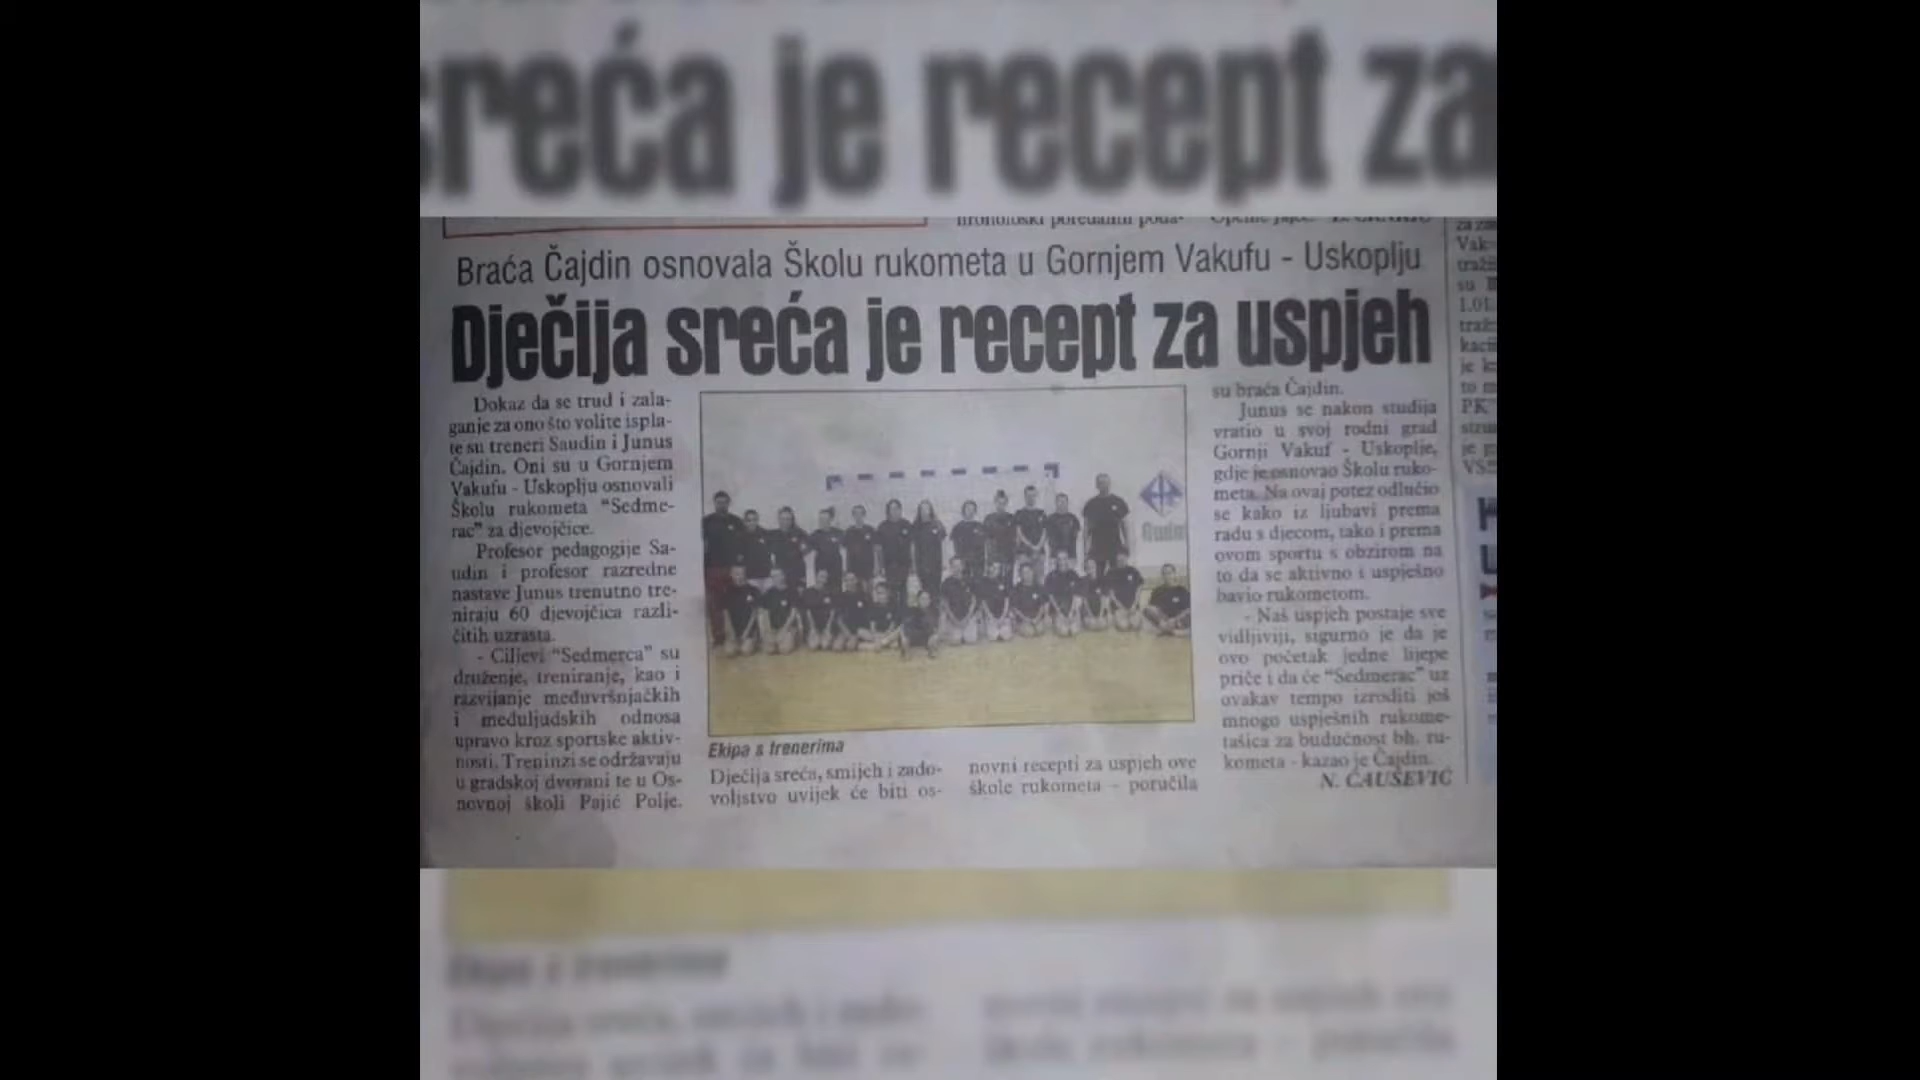 sreća je recept za
hronološki poredanim poda-
Braća Čajdin osnovala Školu rukometa u Gornjem Vakufu - Uskoplju
Dječija sreća je recept za uspjeh
Dokaz da se trud i zala-
ganje za ono što volite ispla-
te su treneri Saudin i Junus
Čajdin. Oni su u Gornjem
Vakufu - Uskoplju osnovali
Školu rukometa “Sedme-
rac” za djevojčice.
Profesor pedagogije Sa-
udin i profesor razredne
nastave Junus trenutno tre-
niraju 60 djevojčica razli-
čitih uzrasta.
- Ciljevi “Sedmerca” su
druženje, treniranje, kao i
razvijanje međuvršnjačkih
i međuljudskih odnosa
upravo kroz sportske aktiv-
nosti. Treninzi se održavaju
u gradskoj dvorani te u Os-
novnoj školi Pajić Polje.
Ekipa s trenerima
Dječija sreća, smijeh i zado-
voljstvo uvijek će biti os-
novni recepti za uspjeh ove
škole rukometa – poručila
su braća Čajdin.
Junus se nakon studija
vratio u svoj rodni grad
Gornji Vakuf - Uskoplje,
gdje je osnovao Školu ruko-
meta. Na ovaj potez odlučio
se kako iz ljubavi prema
radu s djecom, tako i prema
ovom sportu s obzirom na
to da se aktivno i uspješno
bavio rukometom.
- Naš uspjeh postaje sve
vidljiviji, sigurno je da je
ovo početak jedne lijepe
priče i da će “Sedmerac” uz
ovakav tempo izroditi još
mnogo uspješnih rukome-
tašica za budućnost bh. ru-
kometa - kazao je Čajdin.
N. ČAUŠEVIĆ
Ekipa s trenerima